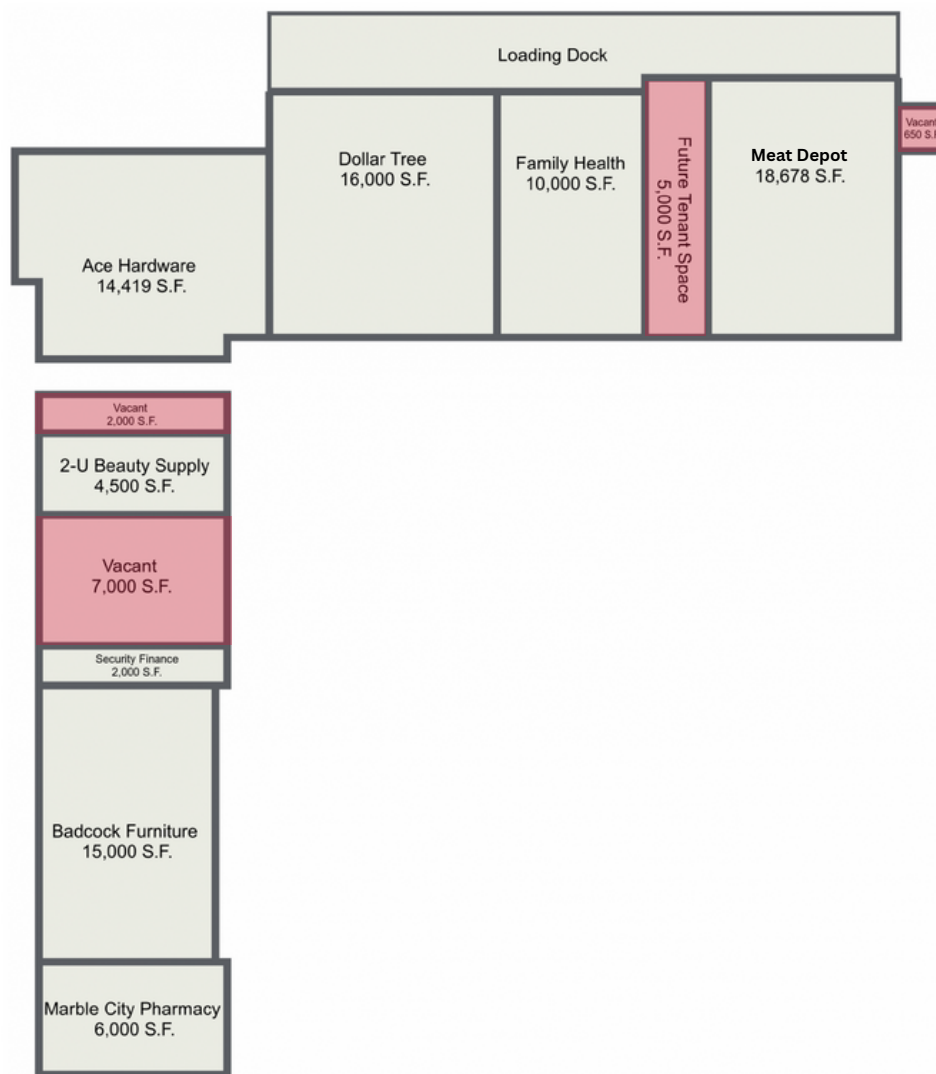 Loading Dock
Dollar Tree
16,000 S.F.
Family Health
10,000 S.F.
Future Tenant Space
5,000 S.F.
Meat Depot
18,678 S.F.
Vacant
650 S.F.
Ace Hardware
14,419 S.F.
Vacant
2,000 S.F.
2-U Beauty Supply
4,500 S.F.
Vacant
7,000 S.F.
Security Finance
2,000 S.F.
Badcock Furniture
15,000 S.F.
Marble City Pharmacy
6,000 S.F.